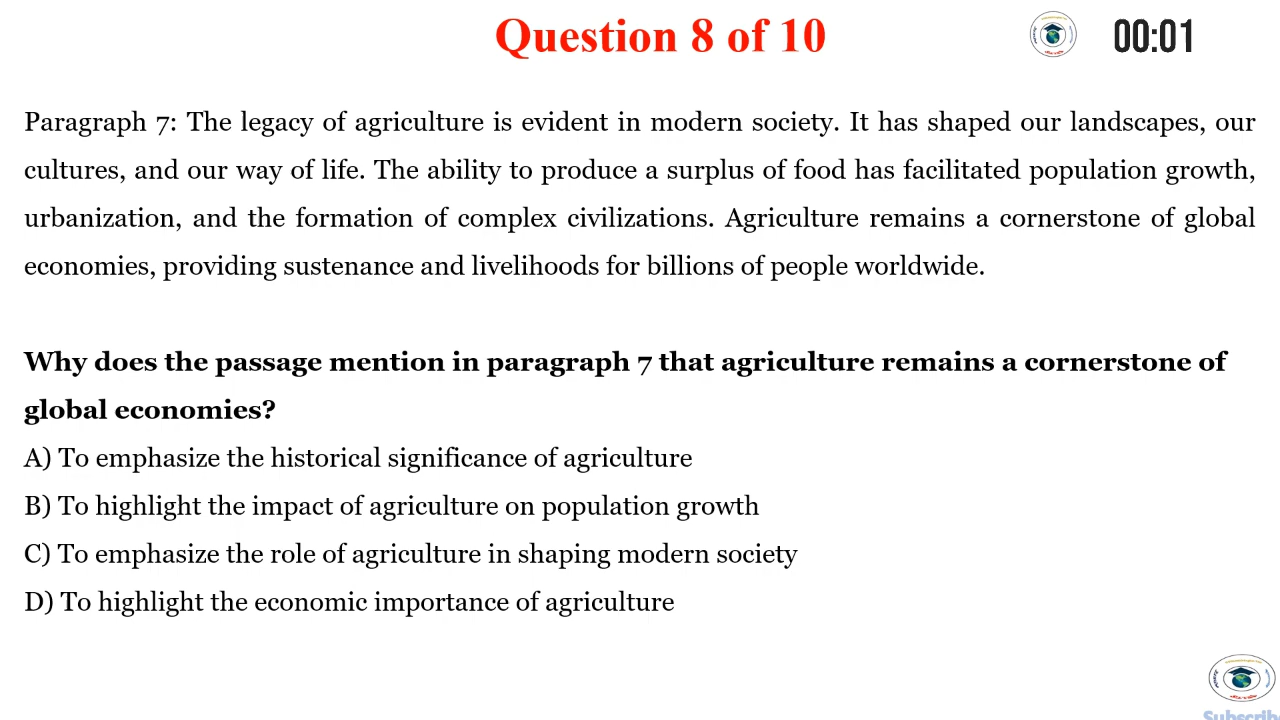 Question 8 of 10
00:01
Paragraph 7: The legacy of agriculture is evident in modern society. It has shaped our landscapes, our
cultures, and our way of life. The ability to produce a surplus of food has facilitated population growth,
urbanization, and the formation of complex civilizations. Agriculture remains a cornerstone of global
economies, providing sustenance and livelihoods for billions of people worldwide.
Why does the passage mention in paragraph 7 that agriculture remains a cornerstone of
global economies?
A) To emphasize the historical significance of agriculture
B) To highlight the impact of agriculture on population growth
C) To emphasize the role of agriculture in shaping modern society
D) To highlight the economic importance of agriculture